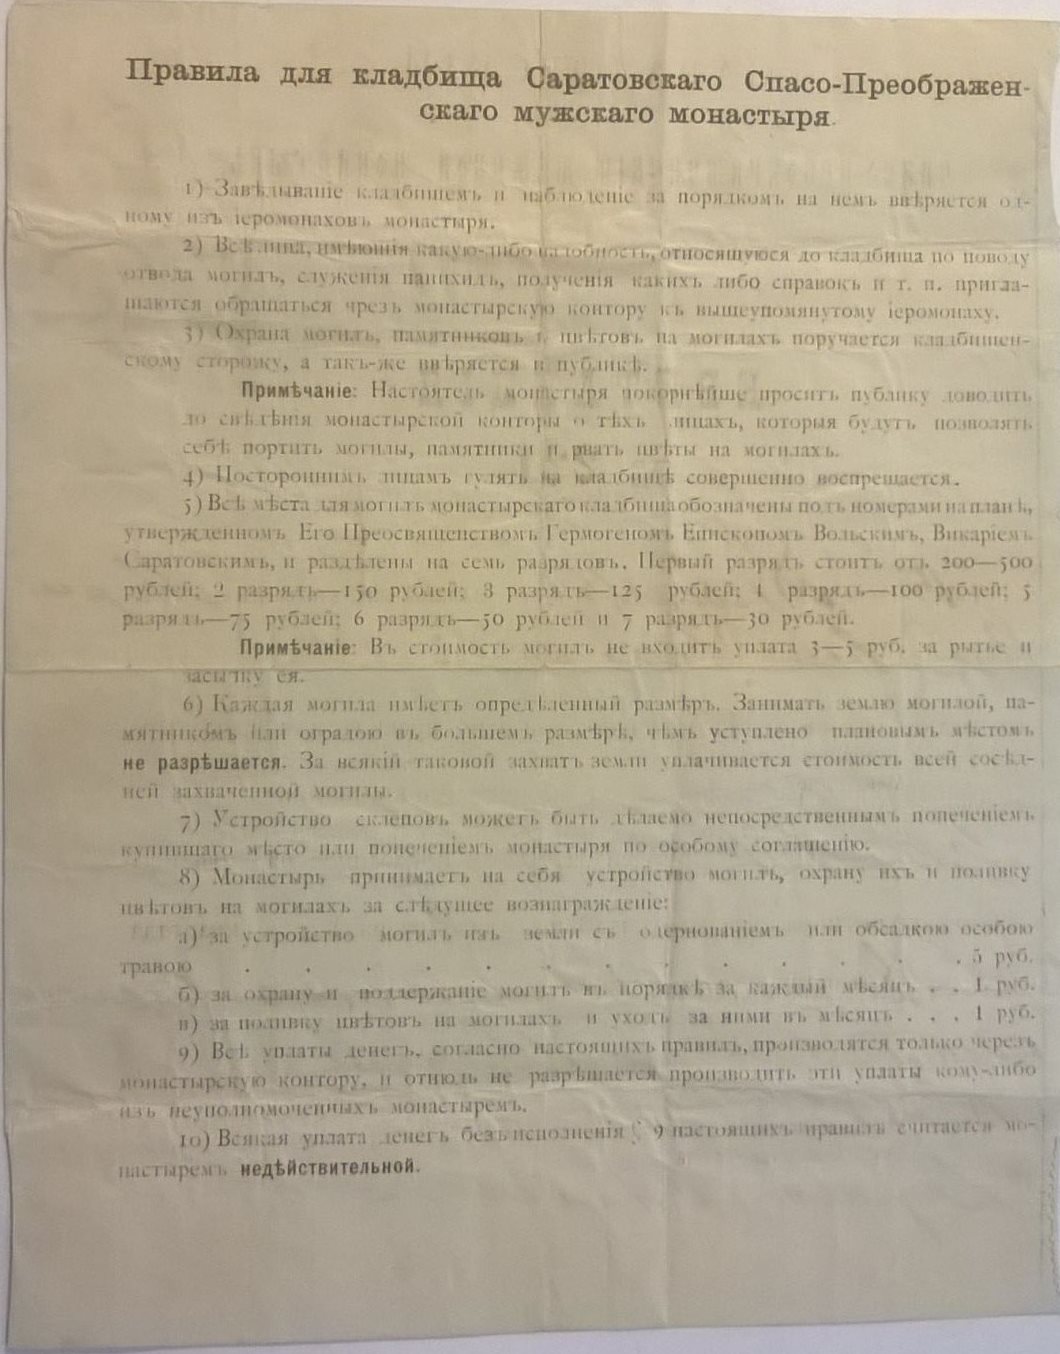 Правила для кладбища Саратовскаго Спасо-Преображен-
скаго мужскаго монастыря.
1) Завѣдываніе кладбищемъ и наблюденіе за порядкомъ на немъ ввѣряется од-
ному изъ іеромонаховъ монастыря.
2) Всѣ лица, имѣющія какую-либо надобность, относящуюся до кладбища по поводу
отвода могилъ, служенія панихидъ, полученія какихъ либо справокъ и т. п. пригла-
шаются обращаться чрезъ монастырскую контору къ вышеупомянутому іеромонаху.
3) Охрана могилъ, памятниковъ и цвѣтовъ на могилахъ поручается кладбищен-
скому сторожу, а такъ-же ввѣряется и публикѣ.
Примѣчаніе: Настоятель монастыря покорнѣйше проситъ публику доводить
до свѣдѣнія монастырской конторы о тѣхъ лицахъ, которыя будутъ позволять
себѣ портить могилы, памятники и рвать цвѣты на могилахъ.
4) Постороннимъ лицамъ гулять на кладбищѣ совершенно воспрещается.
5) Всѣ мѣста для могилъ монастырскаго кладбища обозначены подъ номерами на планѣ,
утвержденномъ Его Преосвященствомъ Гермогеномъ Епископомъ Вольскимъ, Викаріемъ
Саратовскимъ, и раздѣлены на семь разрядовъ. Первый разрядъ стоитъ отъ 200—500
рублей; 2 разрядъ—150 рублей; 3 разрядъ—125 рублей; 4 разрядъ—100 рублей; 5
разрядъ—75 рублей; 6 разрядъ—50 рублей и 7 разрядъ—30 рублей.
Примѣчаніе: Въ стоимость могилъ не входитъ уплата 3—5 руб. за рытье и
засыпку ея.
6) Каждая могила имѣетъ опредѣленный размѣръ. Занимать землю могилой, па-
мятникомъ или оградою въ большемъ размѣрѣ, чѣмъ уступлено плановымъ мѣстомъ
не разрѣшается. За всякій таковой захватъ земли уплачивается стоимость всей сосѣд-
ней захваченной могилы.
7) Устройство склеповъ можетъ быть дѣлаемо непосредственнымъ попеченіемъ
купившаго мѣсто или попеченіемъ монастыря по особому соглашенію.
8) Монастырь принимаетъ на себя устройство могилъ, охрану ихъ и поливку
цвѣтовъ на могилахъ за слѣдущее вознагражденіе:
а) за устройство могилъ изъ земли съ одернованіемъ или обсадкою особою
травою . . . . . . . . . . . . . 5 руб.
б) за охрану и поддержаніе могилъ въ порядкѣ за каждый мѣсяцъ . . 1 руб.
в) за поливку цвѣтовъ на могилахъ и уходъ за ними въ мѣсяцъ . . . 1 руб.
9) Всѣ уплаты денегъ, согласно настоящихъ правилъ, производятся только черезъ
монастырскую контору, и отнюдь не разрѣшается производить эти уплаты кому-либо
изъ неуполномоченныхъ монастыремъ.
10) Всякая уплата денегъ безъ исполненія § 9 настоящихъ правилъ считается мо-
настыремъ недѣйствительной.